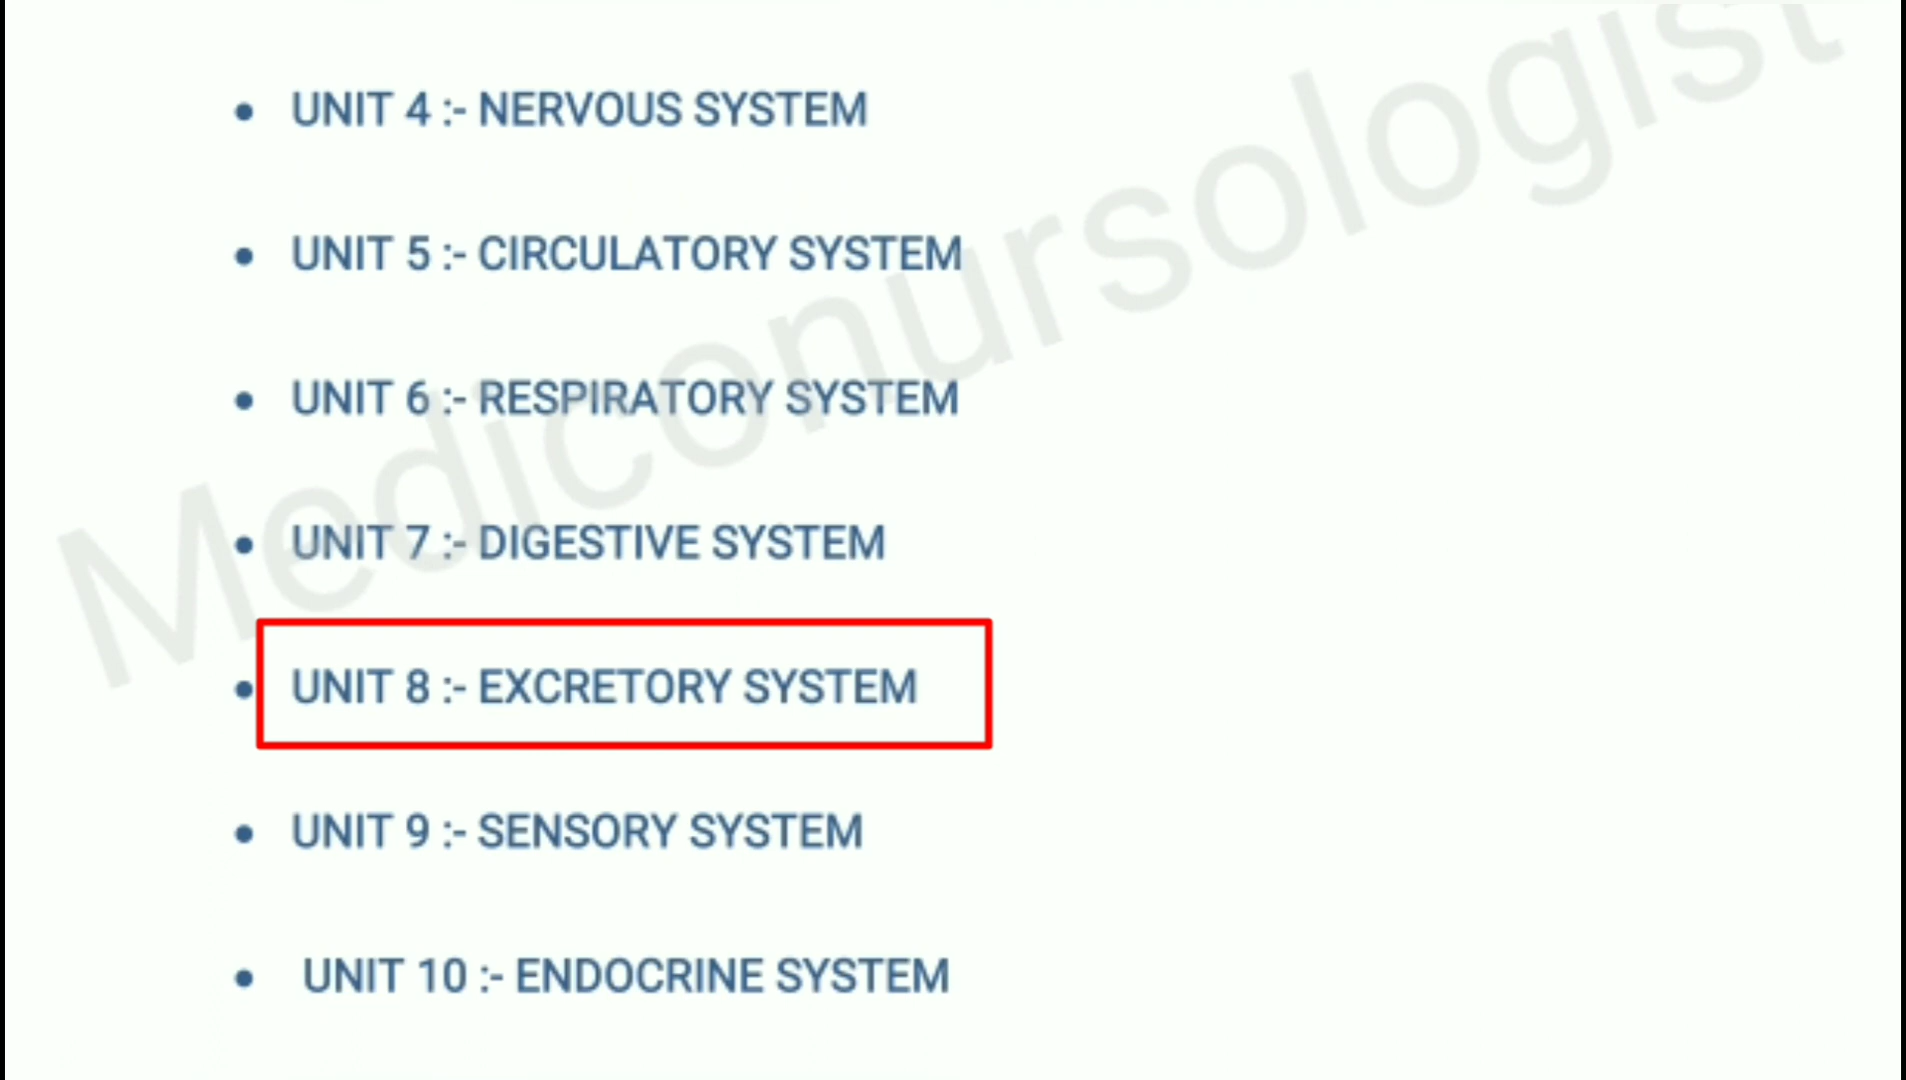 UNIT 4 :- NERVOUS SYSTEM
UNIT 5 :- CIRCULATORY SYSTEM
UNIT 6 :- RESPIRATORY SYSTEM
UNIT 7 :- DIGESTIVE SYSTEM
UNIT 8 :- EXCRETORY SYSTEM
UNIT 9 :- SENSORY SYSTEM
UNIT 10 :- ENDOCRINE SYSTEM
Mediconursologist